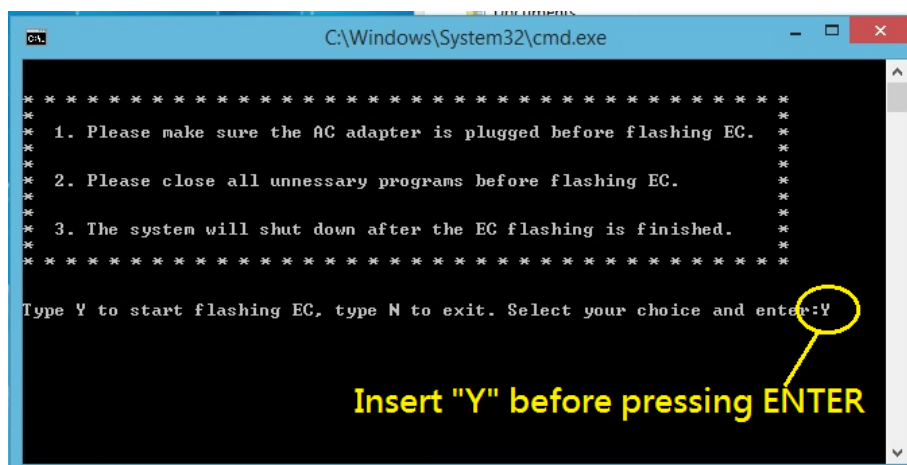 Documents
C:\Windows\System32\cmd.exe
* * * * * * * * * * * * * * * * * * * * * * * * * * * * * * * * * * * *
* *
* 1. Please make sure the AC adapter is plugged before flashing EC. *
* *
* *
* 2. Please close all unnessary programs before flashing EC. *
* *
* *
* 3. The system will shut down after the EC flashing is finished. *
* *
* * * * * * * * * * * * * * * * * * * * * * * * * * * * * * * * * * * *
Type Y to start flashing EC, type N to exit. Select your choice and enter:Y
Insert "Y" before pressing ENTER